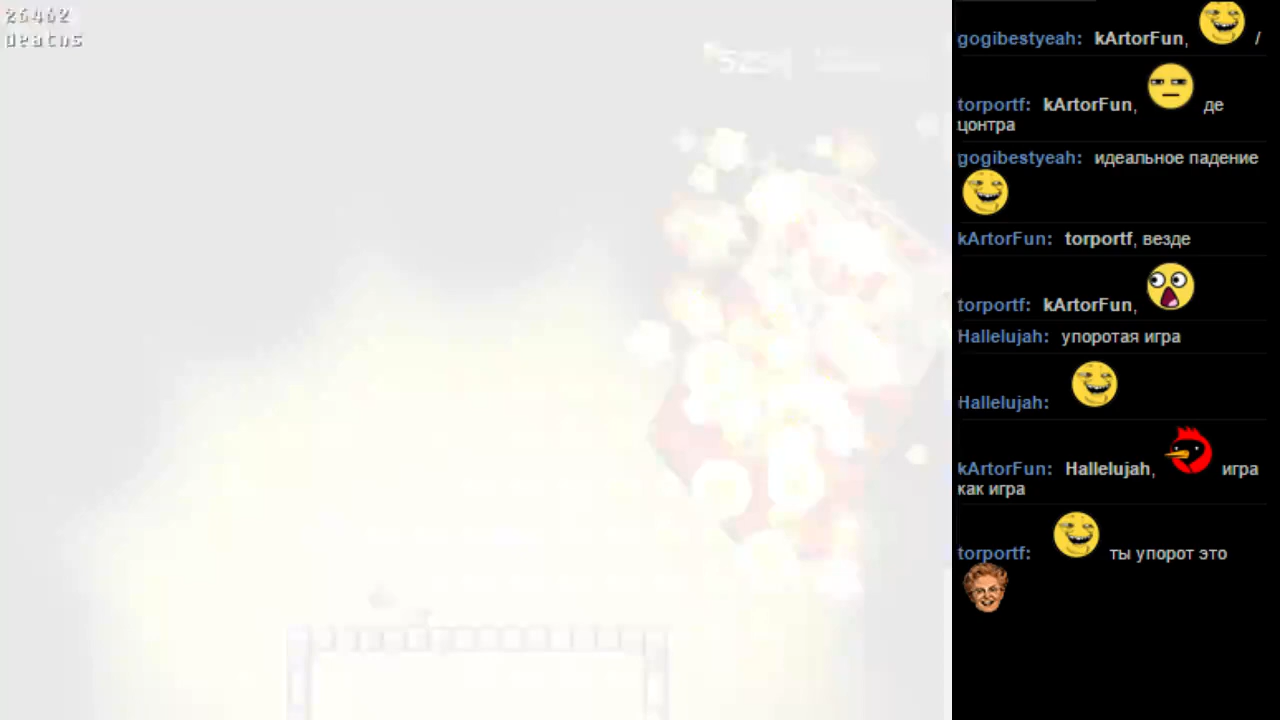 26462
deaths
gogibestyeah: kArtorFun, /
torportf: kArtorFun, де
цонтра
gogibestyeah: идеальное падение
kArtorFun: torportf, везде
torportf: kArtorFun,
Hallelujah: упоротая игра
Hallelujah:
kArtorFun: Hallelujah, игра
как игра
torportf: ты упорот это